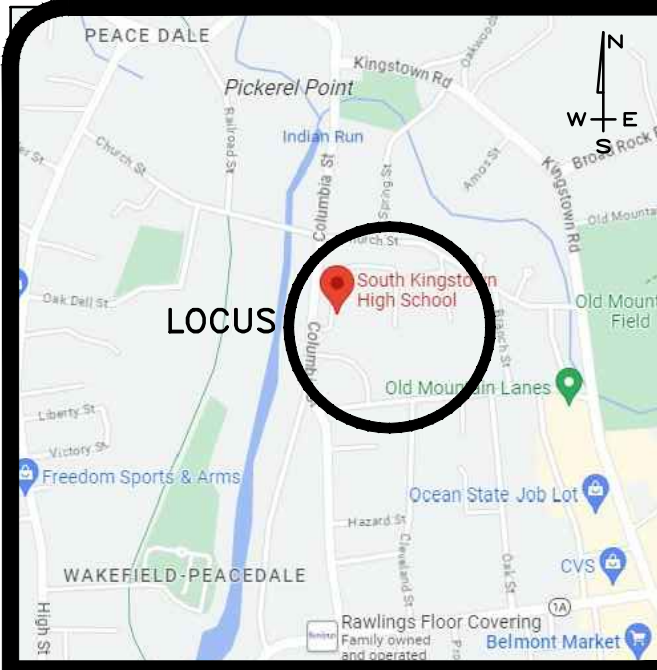 PEACE DALE
Pickerel Point
Kingstown Rd
N
W E
S
Indian Run
Railroad St
Church St
Columbia St
Spring St
Amos St
Kingstown Rd
Broad Rock
Old Mounta
Church St
South Kingstown
High School
LOCUS
Oak Dell St
Columbia St
Branch St
Old Mount
Field
Old Mountain Lanes
Liberty St
Victory St
Freedom Sports & Arms
Ocean State Job Lot
Hazard St
Cleveland St
Oak St
CVS
WAKEFIELD-PEACEDALE
High St
1A
Rawlings Floor Covering
Family owned
and operated
Belmont Market